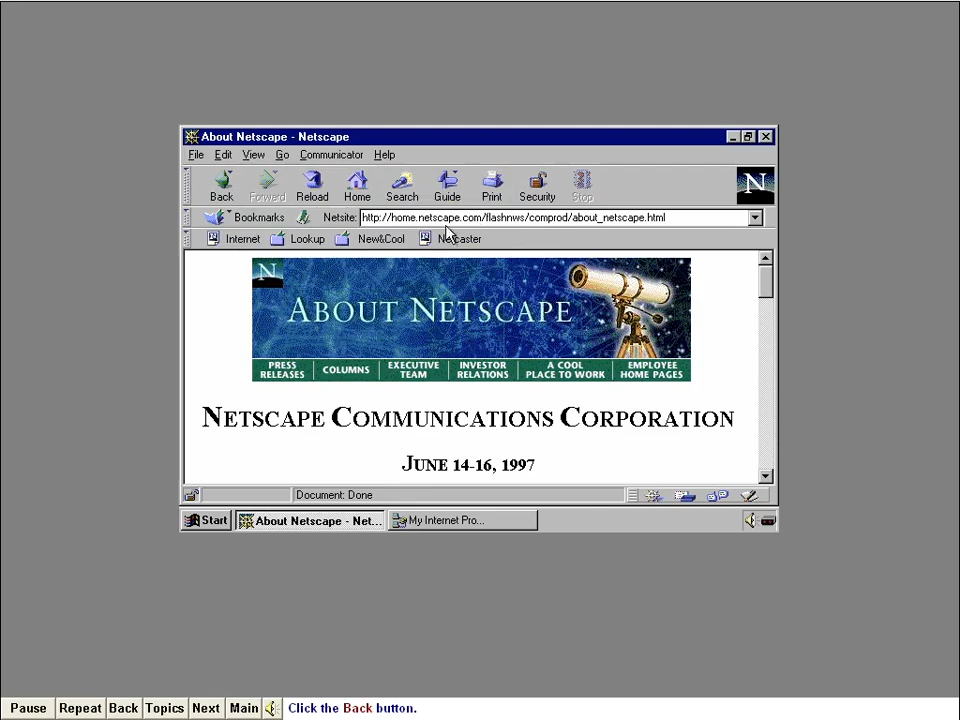 About Netscape - Netscape
File Edit View Go Communicator Help
Back Forward Reload Home Search Guide Print Security Stop
N
Bookmarks Netsite: http://home.netscape.com/flashnws/comprod/about_netscape.html
Internet Lookup New&Cool Netcaster
N
ABOUT NETSCAPE
PRESS RELEASES COLUMNS EXECUTIVE TEAM INVESTOR RELATIONS A COOL PLACE TO WORK EMPLOYEE HOME PAGES
NETSCAPE COMMUNICATIONS CORPORATION
JUNE 14-16, 1997
Document: Done
Start About Netscape - Net... My Internet Pro...
Pause Repeat Back Topics Next Main Click the Back button.